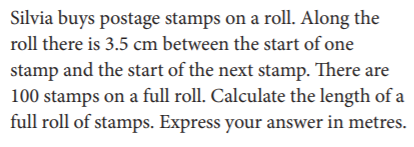 Silvia buys postage stamps on a roll. Along the
roll there is 3.5 cm between the start of one
stamp and the start of the next stamp. There are
100 stamps on a full roll. Calculate the length of a
full roll of stamps. Express your answer in metres.